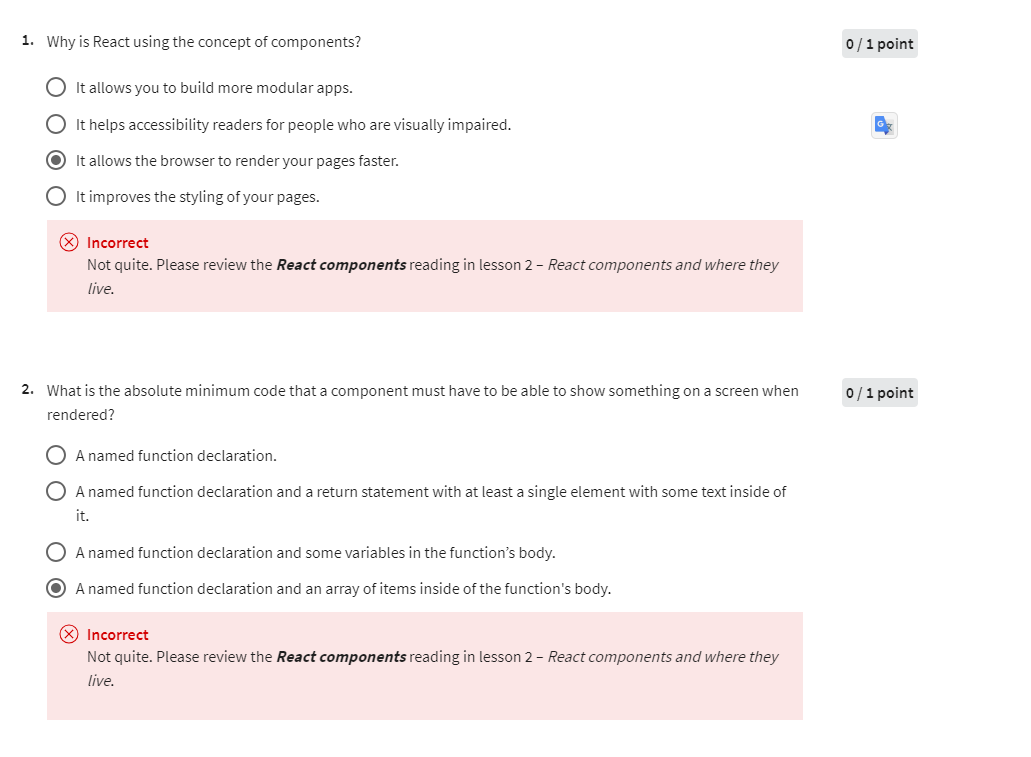 1. Why is React using the concept of components?
0 / 1 point
It allows you to build more modular apps.
It helps accessibility readers for people who are visually impaired.
It allows the browser to render your pages faster.
It improves the styling of your pages.
Incorrect
Not quite. Please review the React components reading in lesson 2 – React components and where they
live.
2. What is the absolute minimum code that a component must have to be able to show something on a screen when
rendered?
0 / 1 point
A named function declaration.
A named function declaration and a return statement with at least a single element with some text inside of
it.
A named function declaration and some variables in the function’s body.
A named function declaration and an array of items inside of the function's body.
Incorrect
Not quite. Please review the React components reading in lesson 2 – React components and where they
live.